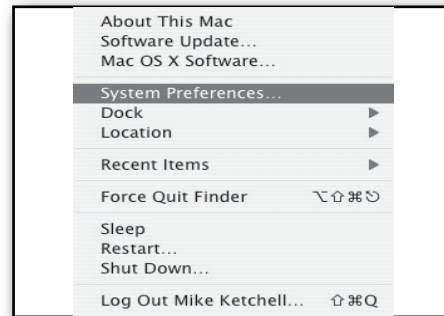 About This Mac
Software Update...
Mac OS X Software...
System Preferences...
Dock ▶
Location ▶
Recent Items ▶
Force Quit Finder ⌥⇧⌘⎋
Sleep
Restart...
Shut Down...
Log Out Mike Ketchell... ⇧⌘Q